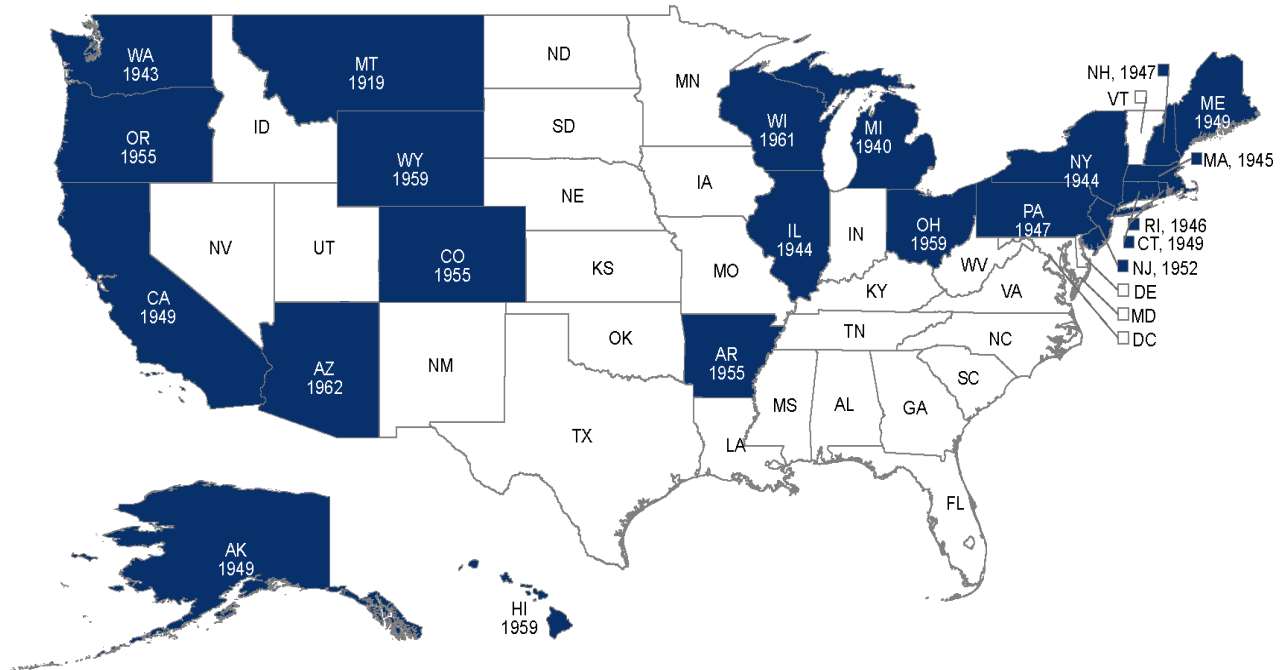 WA
1943
MT
1919
ND
MN
OR
1955
ID
WY
1959
SD
WI
1961
MI
1940
NH, 1947
VT
ME
1949
NY
1944
MA, 1945
NV
UT
CO
1955
NE
IA
IL
1944
IN
OH
1959
PA
1947
RI, 1946
CT, 1949
NJ, 1952
DE
MD
DC
CA
1949
KS
MO
KY
WV
VA
AZ
1962
NM
OK
AR
1955
TN
NC
SC
TX
LA
MS
AL
GA
FL
AK
1949
HI
1959